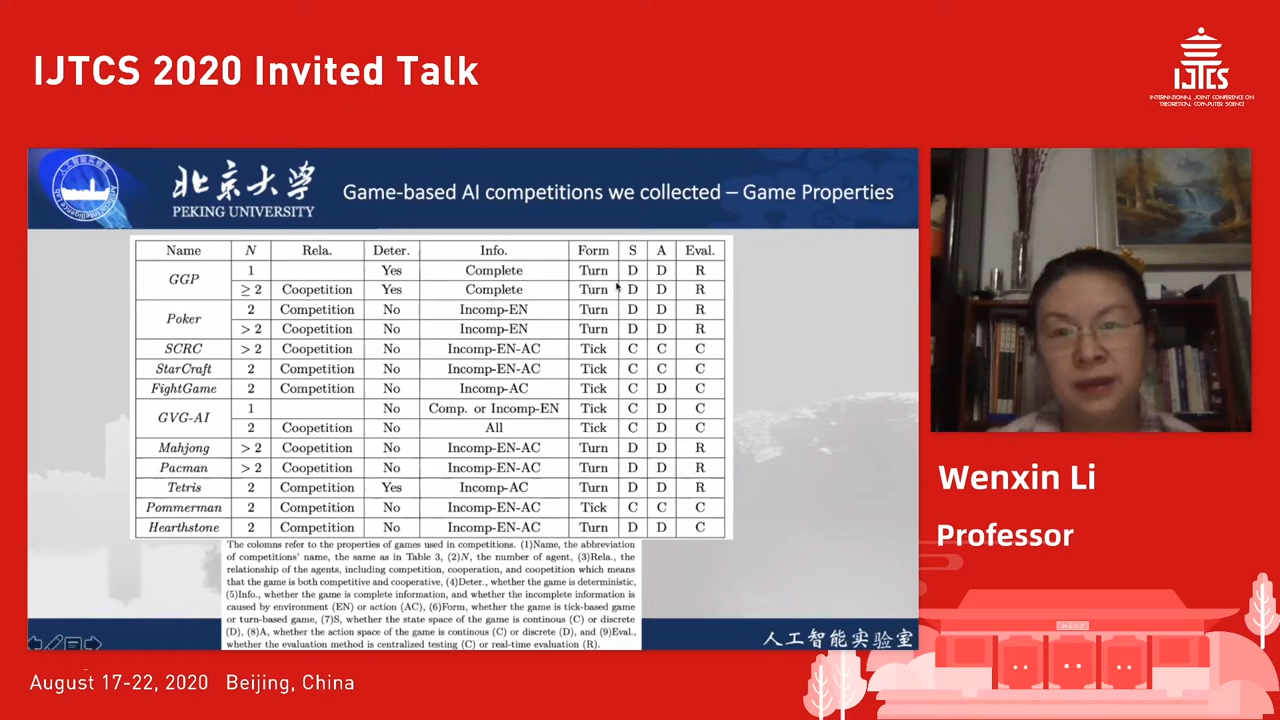 IJTCS 2020 Invited Talk
IJTCS
INTERNATIONAL JOINT CONFERENCE ON
THEORETICAL COMPUTER SCIENCE
北京大学
PEKING UNIVERSITY
Game-based AI competitions we collected – Game Properties
Name N Rela. Deter. Info. Form S A Eval.
GGP 1 Yes Complete Turn D D R
≥ 2 Coopetition Yes Complete Turn D D R
Poker 2 Competition No Incomp-EN Turn D D R
> 2 Coopetition No Incomp-EN Turn D D R
SCRC > 2 Coopetition No Incomp-EN-AC Tick C C C
StarCraft 2 Competition No Incomp-EN-AC Tick C C C
FightGame 2 Competition No Incomp-AC Tick C D C
GVG-AI 1 No Comp. or Incomp-EN Tick C D C
2 Coopetition No All Tick C D C
Mahjong > 2 Coopetition No Incomp-EN-AC Turn D D R
Pacman > 2 Coopetition No Incomp-EN-AC Turn D D R
Tetris 2 Competition Yes Incomp-AC Turn D D R
Pommerman 2 Competition No Incomp-EN-AC Tick C C C
Hearthstone 2 Competition No Incomp-EN-AC Turn D D C
The coloms refer to the properties of games used in competitions. (1)Name, the abbreviation
of competitions' name, the same as in Table 3, (2)N, the number of agent, (3)Rela., the
relationship of the agents, including competition, cooperation, and coopetition which means
that the game is both competitive and cooperative, (4)Deter., whether the game is deterministic,
(5)Info., whether the game is complete information, and whether the incomplete information is
caused by environment (EN) or action (AC), (6)Form, whether the game is tick-based game
or turn-based game, (7)S, whether the state space of the game is continous (C) or discrete
(D), (8)A, whether the action space of the game is continous (C) or discrete (D), and (9)Eval.,
whether the evaluation method is centralized testing (C) or real-time evaluation (R).
人工智能实验室
Wenxin Li
Professor
August 17-22, 2020 Beijing, China